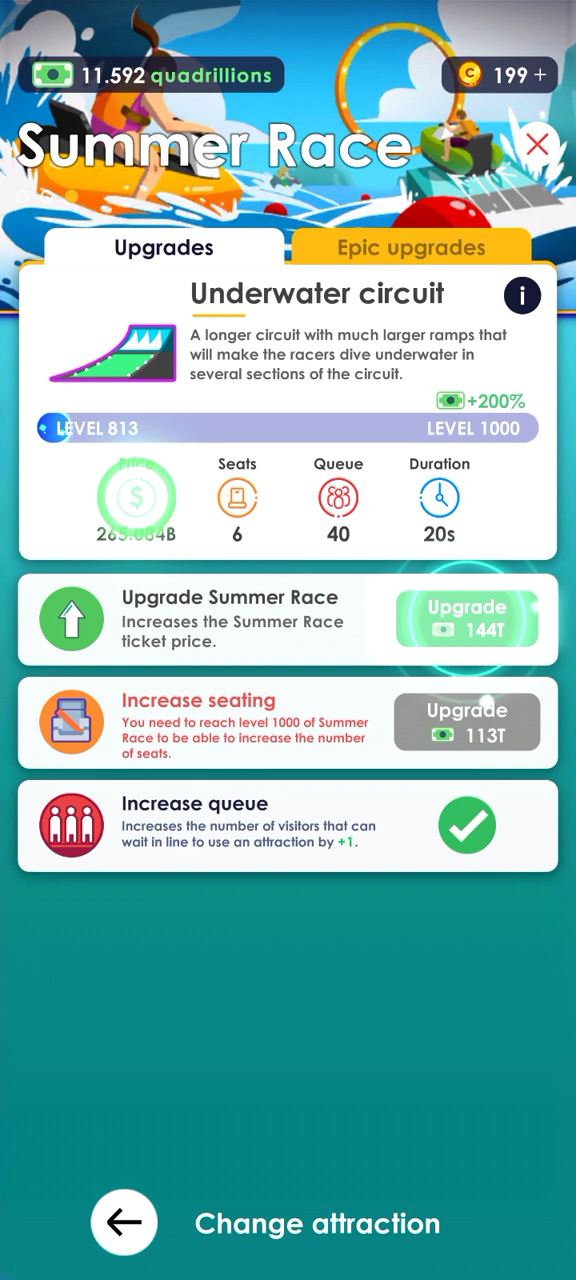 11.592 quadrillions
199 +
Summer Race
Upgrades
Epic upgrades
Underwater circuit
i
A longer circuit with much larger ramps that
will make the racers dive underwater in
several sections of the circuit.
+200%
LEVEL 813
LEVEL 1000
Price
Seats
Queue
Duration
265.084B
6
40
20s
Upgrade Summer Race
Increases the Summer Race
ticket price.
Upgrade
144T
Increase seating
You need to reach level 1000 of Summer
Race to be able to increase the number
of seats.
Upgrade
113T
Increase queue
Increases the number of visitors that can
wait in line to use an attraction by +1.
Change attraction